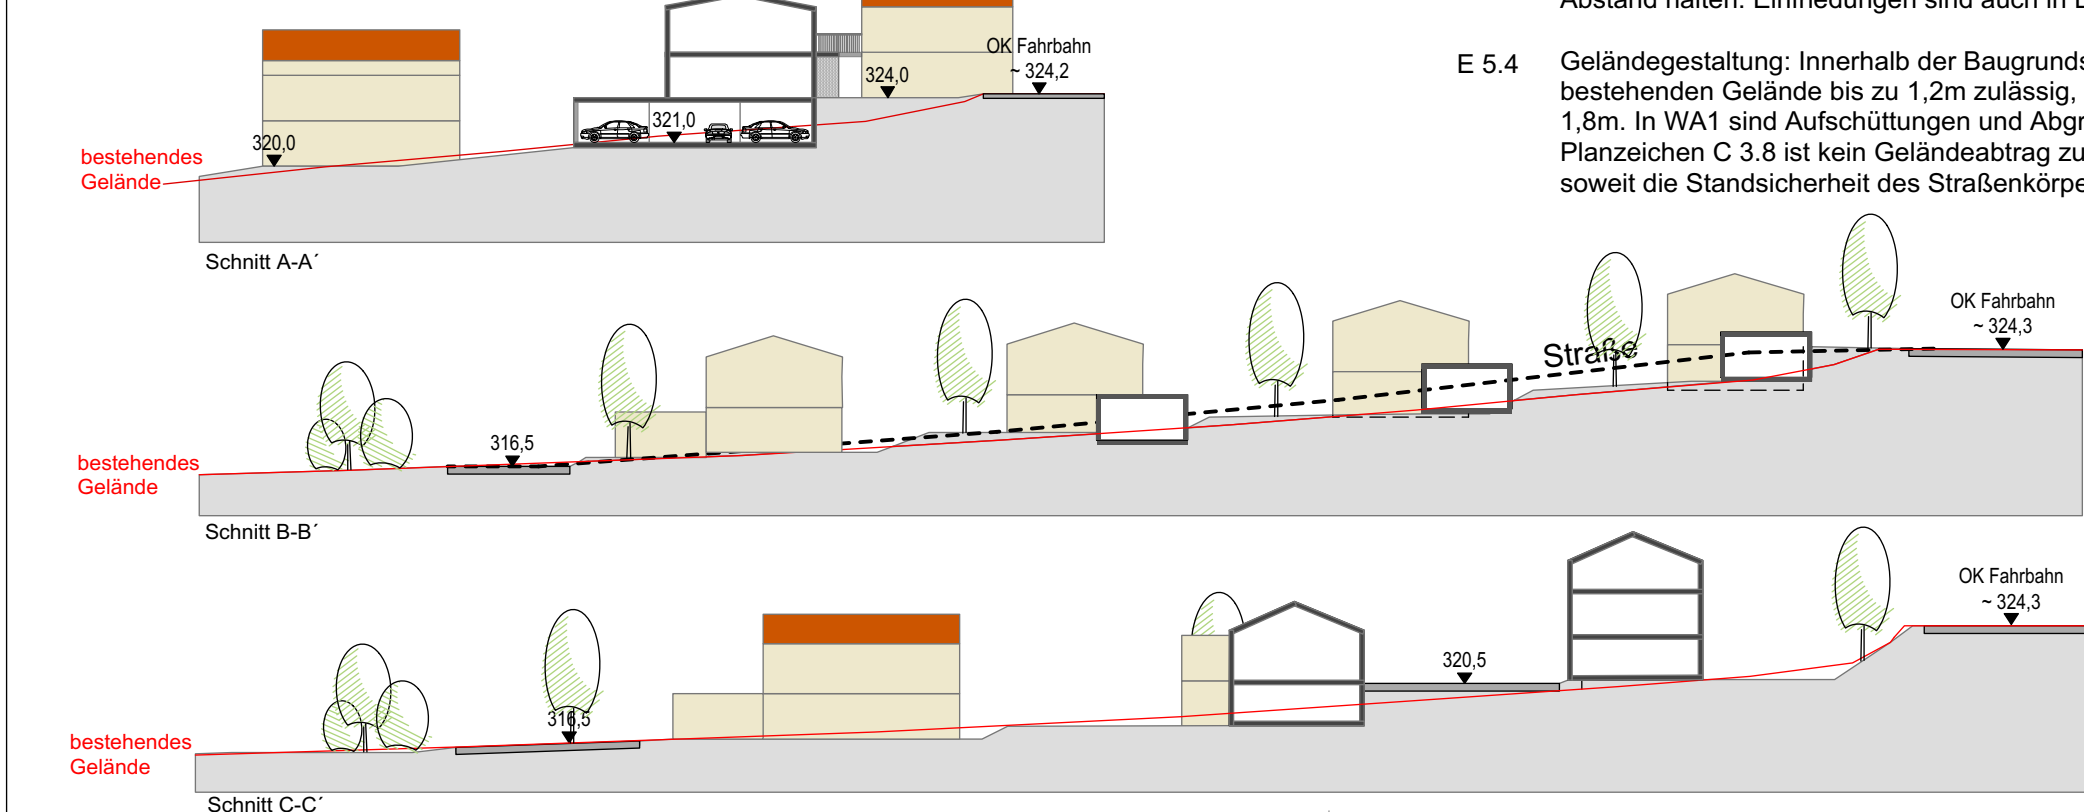 Abstand halten. Einfriedungen sind auch in
E 5.4 Geländegestaltung: Innerhalb der Baugrunds
bestehenden Gelände bis zu 1,2m zulässig,
1,8m. In WA1 sind Aufschüttungen und Abgr
Planzeichen C 3.8 ist kein Geländeabtrag zu
soweit die Standsicherheit des Straßenkörpe
OK Fahrbahn
~ 324,2
324,0
321,0
320,0
bestehendes
Gelände
Schnitt A-A´
OK Fahrbahn
~ 324,3
Straße
316,5
bestehendes
Gelände
Schnitt B-B´
OK Fahrbahn
~ 324,3
320,5
316,5
bestehendes
Gelände
Schnitt C-C´